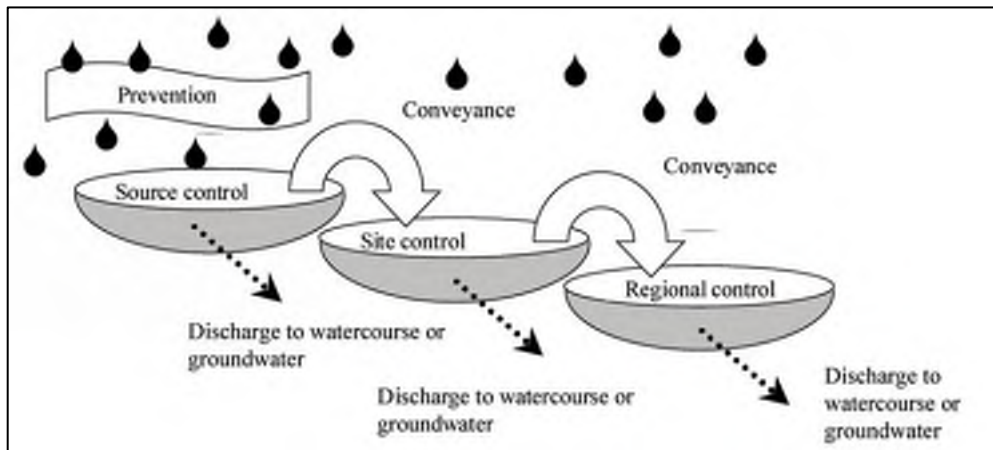 Prevention
Conveyance
Conveyance
Source control
Site control
Regional control
Discharge to watercourse or
groundwater
Discharge to watercourse or
groundwater
Discharge to
watercourse or
groundwater